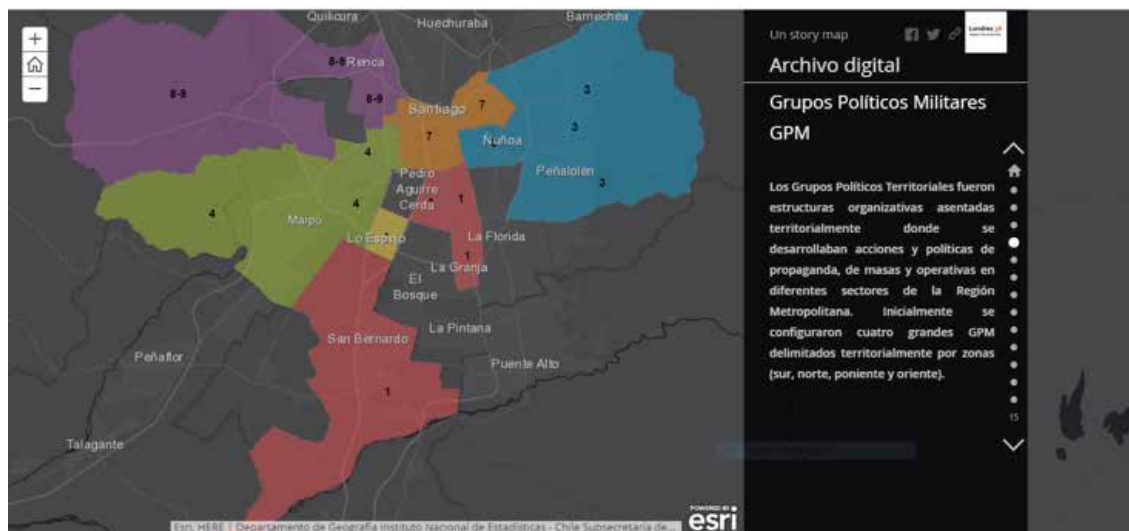 +
−
Quilicura
Huechuraba
Barnechea
8-9
Renca
8-9
8-9
Santiago
7
7
3
3
Ñuñoa
3
Peñalolén
4
4
4
Maipú
Pedro
Aguirre
Cerda
1
Lo Espejo
La Florida
La Granja
1
El
Bosque
La Pintana
San Bernardo
Puente Alto
Peñaflor
1
Talagante
Esri, HERE | Departamento de Geografía Instituto Nacional de Estadísticas - Chile Subsecretaría de...
POWERED BY
esri
Un story map
Londres 38
Archivo digital
Grupos Políticos Militares
GPM
Los Grupos Políticos Territoriales fueron
estructuras organizativas asentadas
territorialmente donde se
desarrollaban acciones y políticas de
propaganda, de masas y operativas en
diferentes sectores de la Región
Metropolitana. Inicialmente se
configuraron cuatro grandes GPM
delimitados territorialmente por zonas
(sur, norte, poniente y oriente).
15